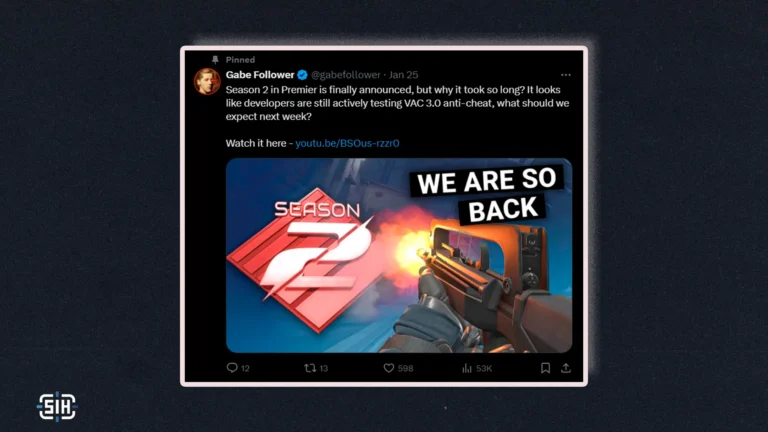 Pinned
Gabe Follower @gabefollower · Jan 25
Season 2 in Premier is finally announced, but why it took so long? It looks
like developers are still actively testing VAC 3.0 anti-cheat, what should we
expect next week?
Watch it here - youtu.be/BSOus-rzzr0
WE ARE SO
BACK
SEASON
2
12 13 598 53K
SIH